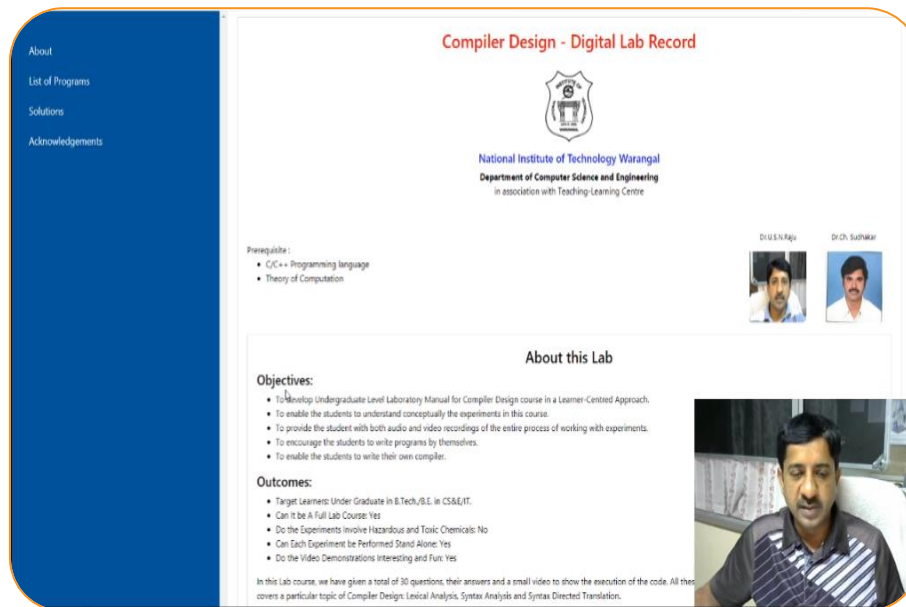 About
List of Programs
Solutions
Acknowledgements
Compiler Design - Digital Lab Record
National Institute of Technology Warangal
Department of Computer Science and Engineering
in association with Teaching-Learning Centre
Dr.U.S.N.Raju
Dr.Ch. Sudhakar
Prerequisite :
• C/C++ Programming language
• Theory of Computation
About this Lab
Objectives:
• To develop Undergraduate Level Laboratory Manual for Compiler Design course in a Learner-Centred Approach.
• To enable the students to understand conceptually the experiments in this course.
• To provide the student with both audio and video recordings of the entire process of working with experiments.
• To encourage the students to write programs by themselves.
• To enable the students to write their own compiler.
Outcomes:
• Target Learners: Under Graduate in B.Tech./B.E. in CS&E/IT.
• Can It be A Full Lab Course: Yes
• Do the Experiments Involve Hazardous and Toxic Chemicals: No
• Can Each Experiment be Performed Stand Alone: Yes
• Do the Video Demonstrations Interesting and Fun: Yes
In this Lab course, we have given a total of 30 questions, their answers and a small video to show the execution of the code. All thes
covers a particular topic of Compiler Design: Lexical Analysis, Syntax Analysis and Syntax Directed Translation.